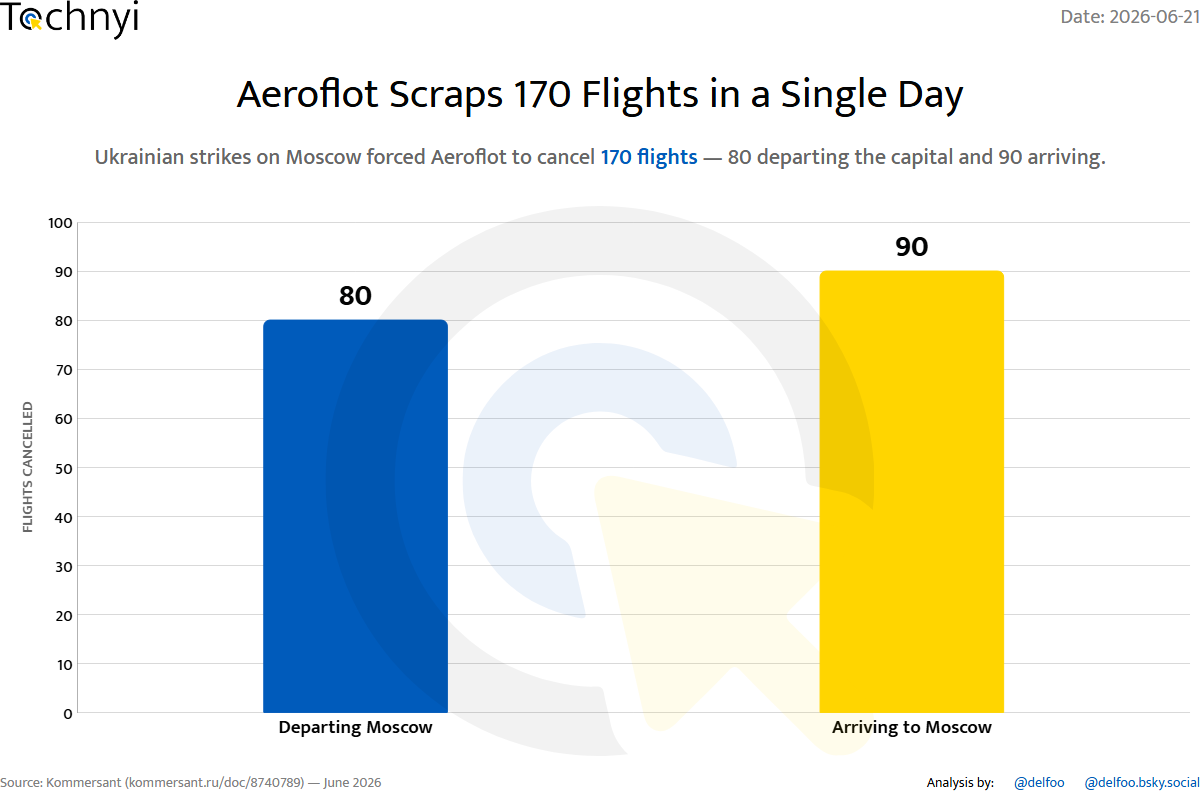 Tochnyi
Date: 2026-06-21
Aeroflot Scraps 170 Flights in a Single Day
Ukrainian strikes on Moscow forced Aeroflot to cancel 170 flights — 80 departing the capital and 90 arriving.
100
90
80
70
60
50
40
30
20
10
0
FLIGHTS CANCELLED
80
90
Departing Moscow
Arriving to Moscow
Source: Kommersant (kommersant.ru/doc/8740789) — June 2026
Analysis by: @delfoo @delfoo.bsky.social